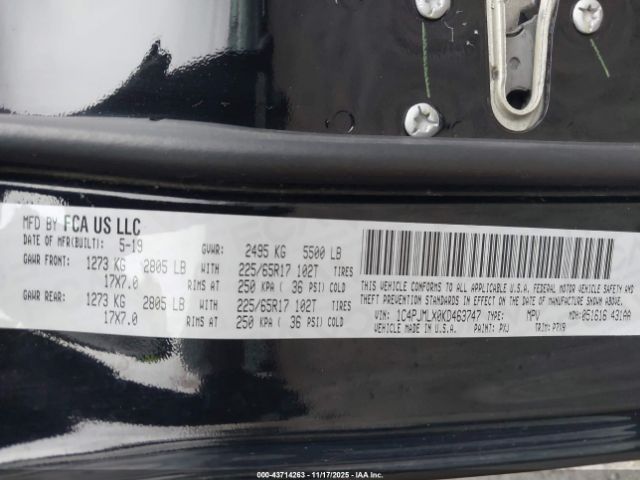 MFD BY FCA US LLC
DATE OF MFR(BUILT): 5-19 GVWR: 2495 KG 5500 LB
GAWR FRONT: 1273 KG 2805 LB WITH 225/65R17 102T TIRES
17X7.0 RIMS AT 250 KPA ( 36 PSI) COLD
GAWR REAR: 1273 KG 2805 LB WITH 225/65R17 102T TIRES
17X7.0 RIMS AT 250 KPA ( 36 PSI) COLD
THIS VEHICLE CONFORMS TO ALL APPLICABLE U.S.A. FEDERAL MOTOR VEHICLE SAFETY, BUMPER AND
THEFT PREVENTION STANDARDS IN EFFECT ON THE DATE OF MANUFACTURE SHOWN ABOVE.
VIN: 1C4PJMLX0KD463747 TYPE: MPV MDH: 051616 431AA
VEHICLE MADE IN U.S.A. PAINT: PXJ TRIM: P7X9
000-43714263 - 11/17/2025 - IAA Inc.